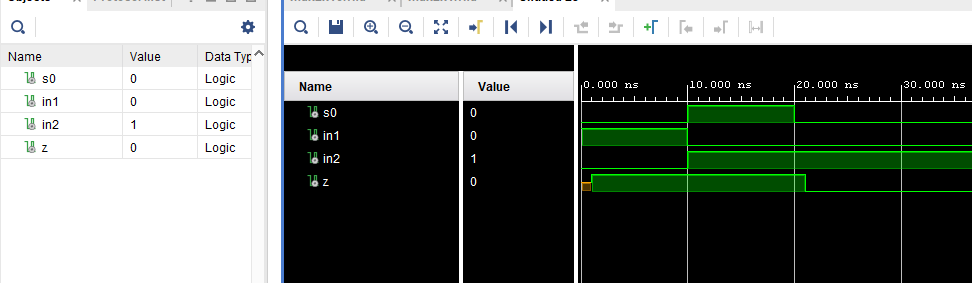 Name Value Data Typ
s0 0 Logic
in1 0 Logic
in2 1 Logic
z 0 Logic
Name Value
0.000 ns 10.000 ns 20.000 ns 30.000 ns
s0 0
in1 0
in2 1
z 0